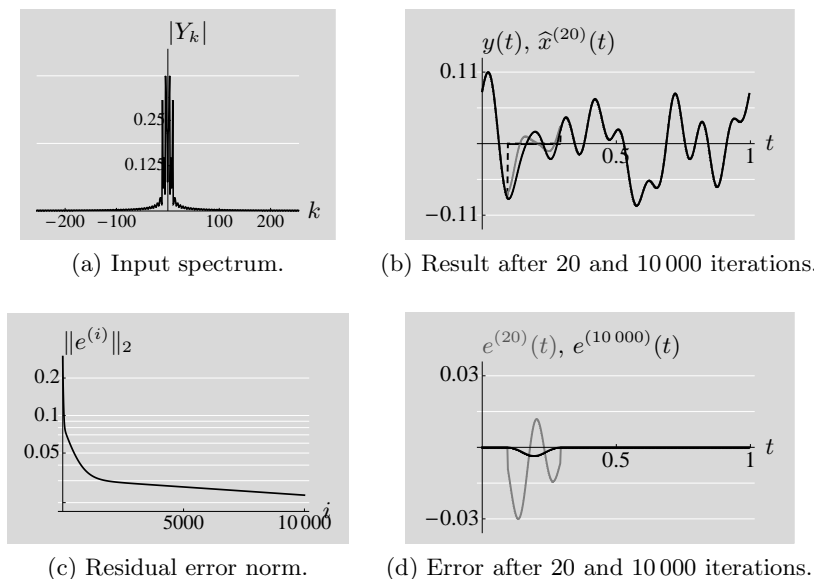 |Y_k|
0.25
0.125
−200 −100 100 200 k
(a) Input spectrum.
y(t), x̂^(20)(t)
0.11
0.5 1 t
−0.11
(b) Result after 20 and 10 000 iterations.
‖e^(i)‖_2
0.2
0.1
0.05
5000 10 000 i
(c) Residual error norm.
e^(20)(t), e^(10 000)(t)
0.03
0.5 1 t
−0.03
(d) Error after 20 and 10 000 iterations.